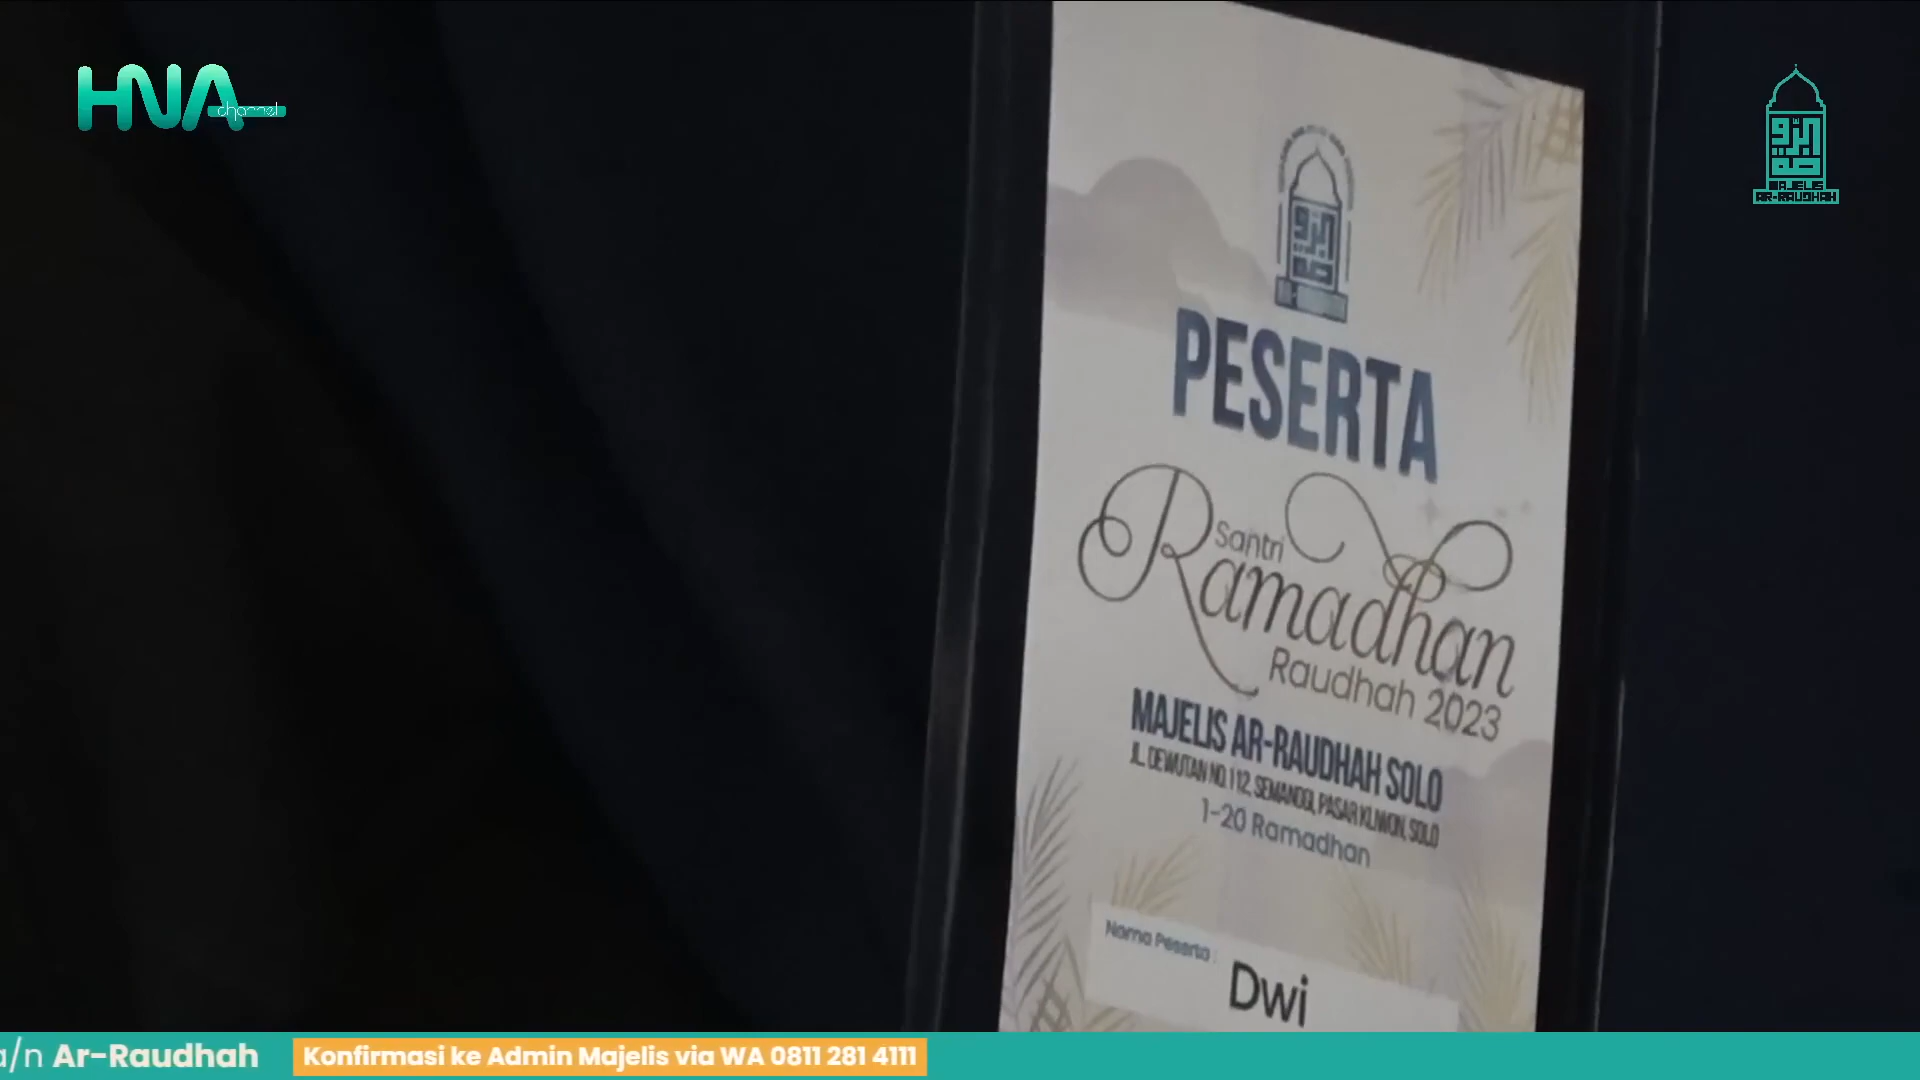 HNA
channel
MAJELIS
AR-RAUDHAH
PESERTA
Santri
Ramadhan
Raudhah 2023
MAJELIS AR-RAUDHAH SOLO
JL. DEWUTAN NO.112, SEMANGGI, PASAR KLIWON, SOLO
1-20 Ramadhan
Nama Peserta :
Dwi
a/n Ar-Raudhah
Konfirmasi ke Admin Majelis via WA 0811 281 4111